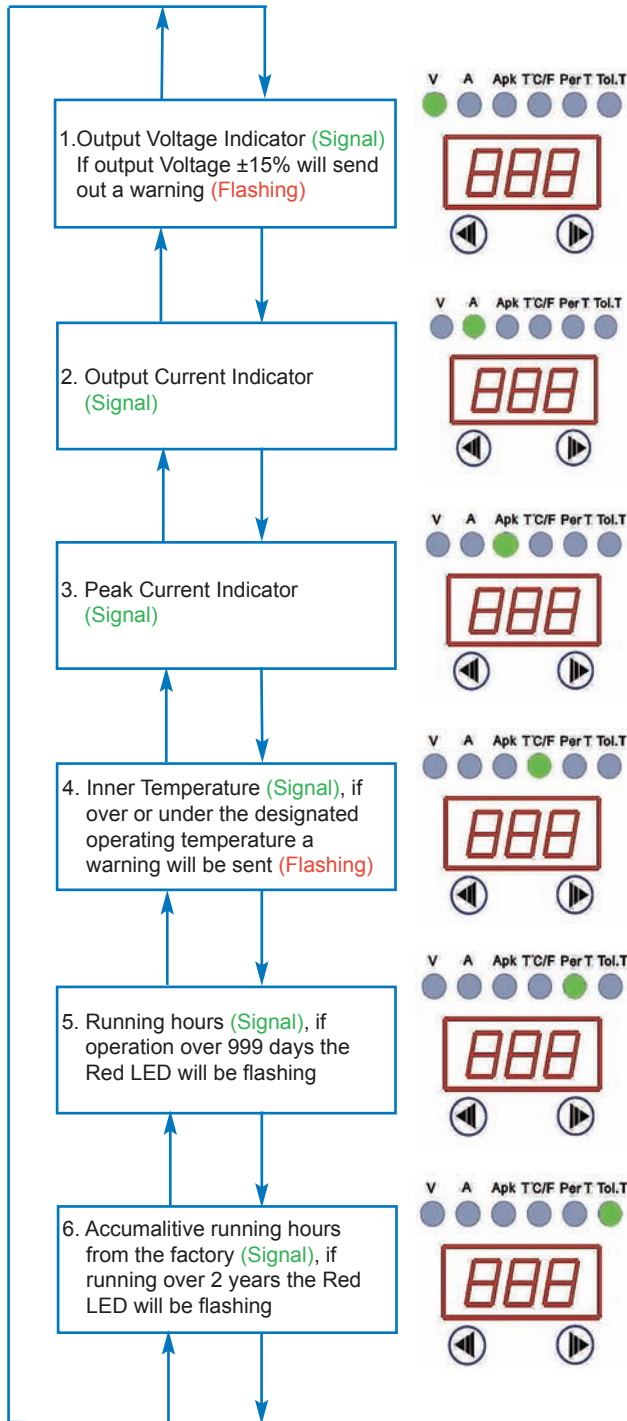 V A Apk T˚C/F Per T Tol.T
1.Output Voltage Indicator (Signal)
If output Voltage ±15% will send
out a warning (Flashing)
888
V A Apk T˚C/F Per T Tol.T
2. Output Current Indicator
(Signal)
888
V A Apk T˚C/F Per T Tol.T
3. Peak Current Indicator
(Signal)
888
V A Apk T˚C/F Per T Tol.T
4. Inner Temperature (Signal), if
over or under the designated
operating temperature a
warning will be sent (Flashing)
888
V A Apk T˚C/F Per T Tol.T
5. Running hours (Signal), if
operation over 999 days the
Red LED will be flashing
888
V A Apk T˚C/F Per T Tol.T
6. Accumalitive running hours
from the factory (Signal), if
running over 2 years the Red
LED will be flashing
888